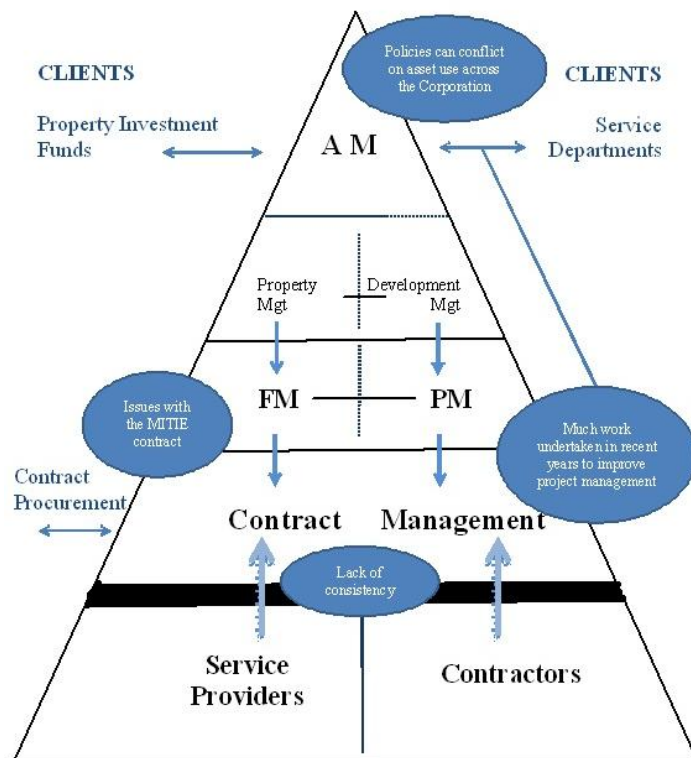 Policies can conflict
on asset use across
the Corporation
CLIENTS
CLIENTS
Property Investment
Funds
A M
Service
Departments
Property
Mgt
Development
Mgt
Issues with
the MITIE
contract
FM
PM
Much work
undertaken in recent
years to improve
project management
Contract
Procurement
Contract
Management
Lack of
consistency
Service
Providers
Contractors